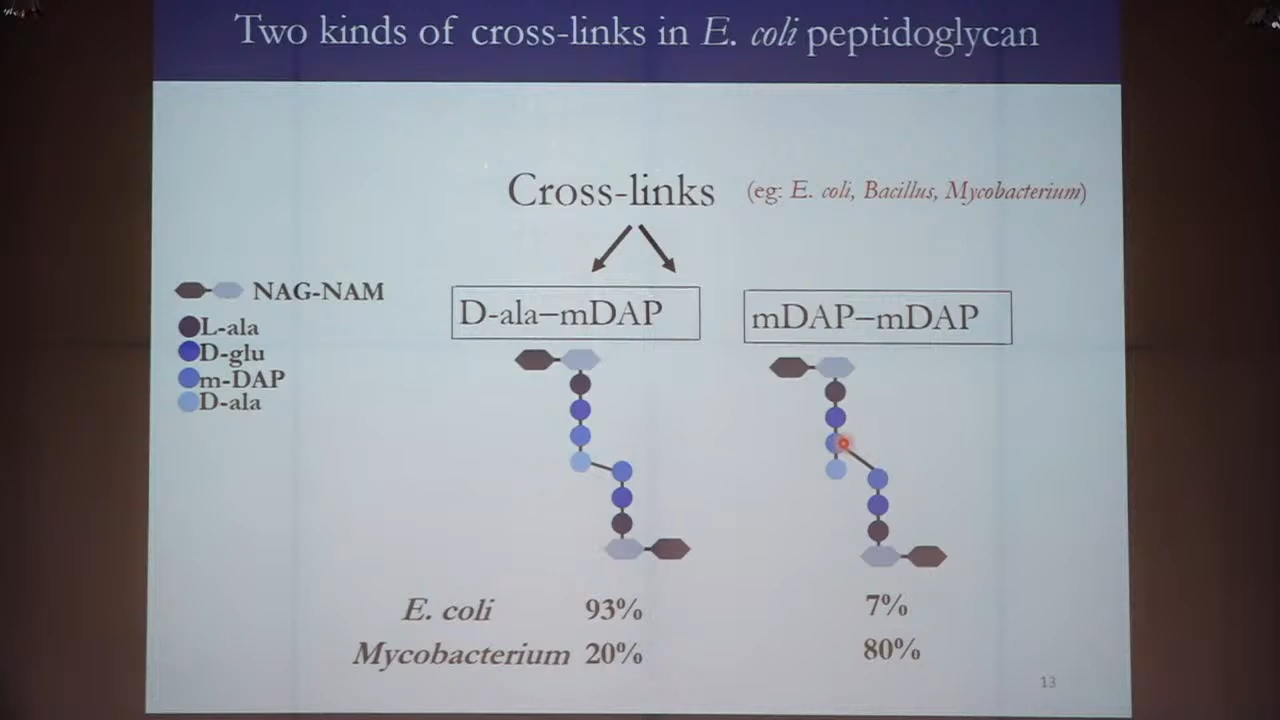 Two kinds of cross-links in E. coli peptidoglycan
Cross-links (eg: E. coli, Bacillus, Mycobacterium)
NAG-NAM
L-ala
D-glu
m-DAP
D-ala
D-ala–mDAP
mDAP–mDAP
E. coli 93% 7%
Mycobacterium 20% 80%
13